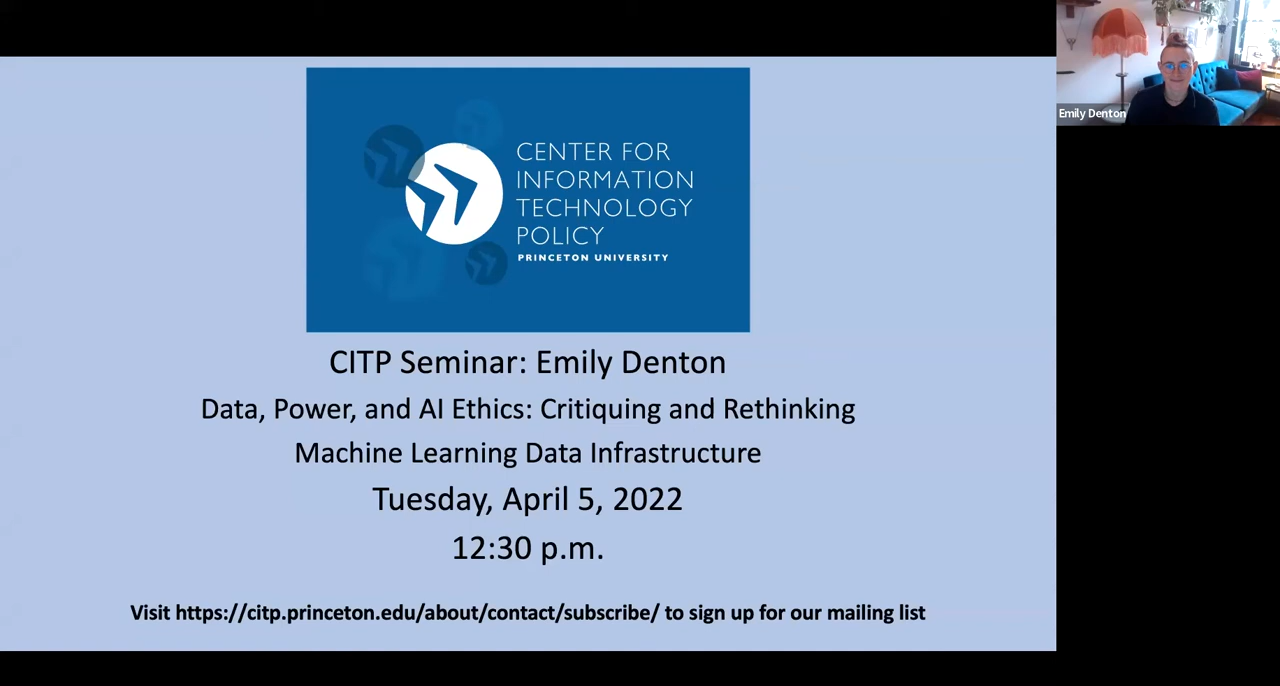 CENTER FOR
INFORMATION
TECHNOLOGY
POLICY
PRINCETON UNIVERSITY
Emily Denton
CITP Seminar: Emily Denton
Data, Power, and AI Ethics: Critiquing and Rethinking
Machine Learning Data Infrastructure
Tuesday, April 5, 2022
12:30 p.m.
Visit https://citp.princeton.edu/about/contact/subscribe/ to sign up for our mailing list